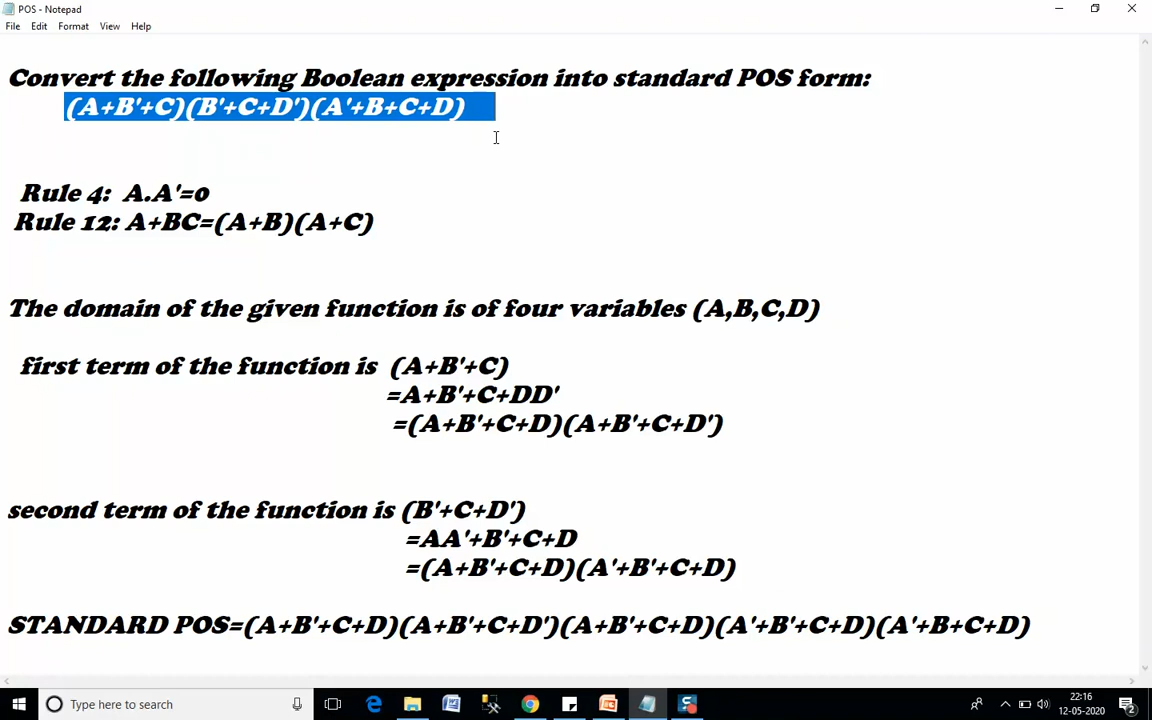 POS - Notepad
File Edit Format View Help
Convert the following Boolean expression into standard POS form:
(A+B'+C)(B'+C+D')(A'+B+C+D)
Rule 4: A.A'=0
Rule 12: A+BC=(A+B)(A+C)
The domain of the given function is of four variables (A,B,C,D)
first term of the function is (A+B'+C)
=A+B'+C+DD'
=(A+B'+C+D)(A+B'+C+D')
second term of the function is (B'+C+D')
=AA'+B'+C+D
=(A+B'+C+D)(A'+B'+C+D)
STANDARD POS=(A+B'+C+D)(A+B'+C+D')(A+B'+C+D)(A'+B'+C+D)(A'+B+C+D)
Type here to search
22:16
12-05-2020
2